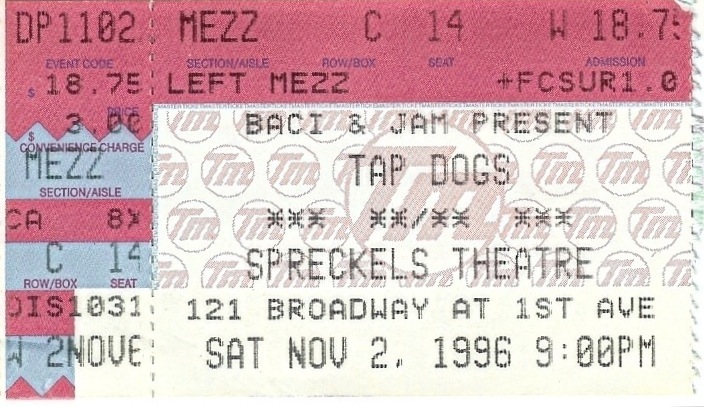 DP1102 MEZZ C 14 W 18.75
EVENT CODE SECTION/AISLE ROW/BOX SEAT ADMISSION
$ 18.75 LEFT MEZZ +FCSUR1.0
PRICE
3.00 BACI & JAM PRESENT
$
CONVENIENCE CHARGE
MEZZ TAP DOGS
SECTION/AISLE
CA 8X *** **/** ***
C 14 SPRECKELS THEATRE
ROW/BOX SEAT
DIS1031 121 BROADWAY AT 1ST AVE
W 2NOV6 SAT NOV 2, 1996 9:00PM